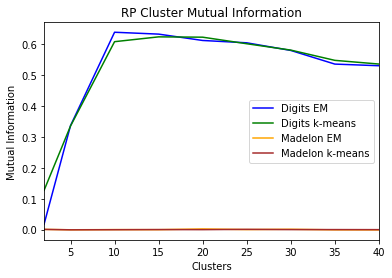 RP Cluster Mutual Information
Mutual Information
0.6
0.5
0.4
0.3
0.2
0.1
0.0
Digits EM
Digits k-means
Madelon EM
Madelon k-means
5 10 15 20 25 30 35 40
Clusters